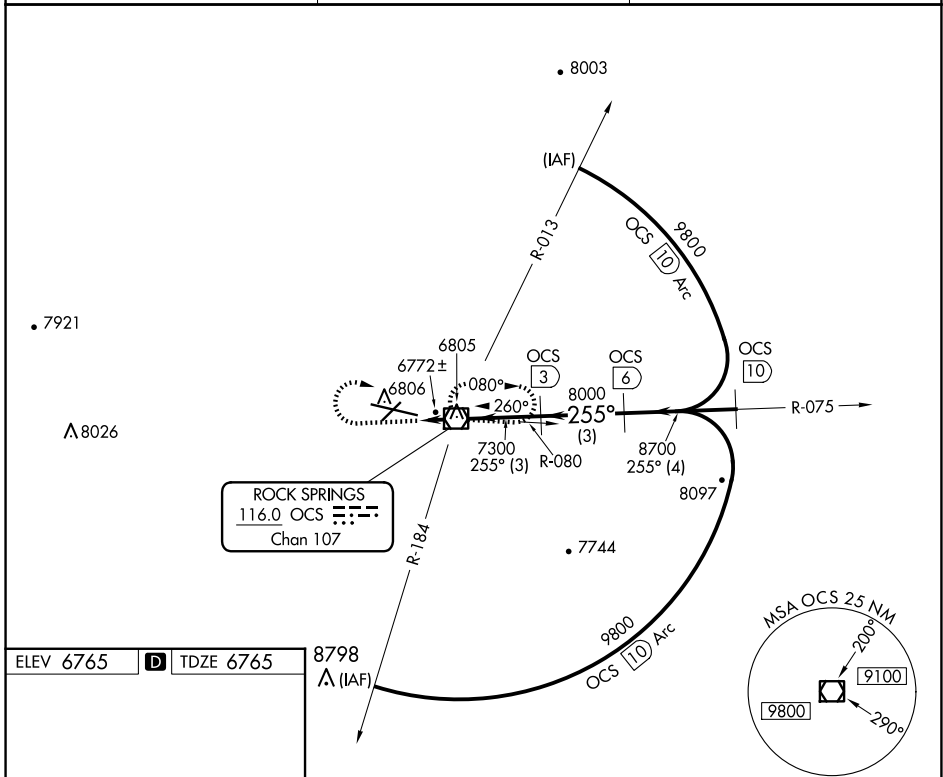 8003
(IAF)
R-013
9800
OCS 10 Arc
7921
6805
6772±
6806
080°
260°
OCS
3
8000
OCS
6
OCS
10
255°
(3)
R-075
8026
7300
255° (3)
R-080
8700
255° (4)
8097
ROCK SPRINGS
116.0 OCS
Chan 107
R-184
7744
9800
OCS 10 Arc
MSA OCS 25 NM
200°
9100
9800
290°
ELEV 6765 D TDZE 6765
8798
(IAF)